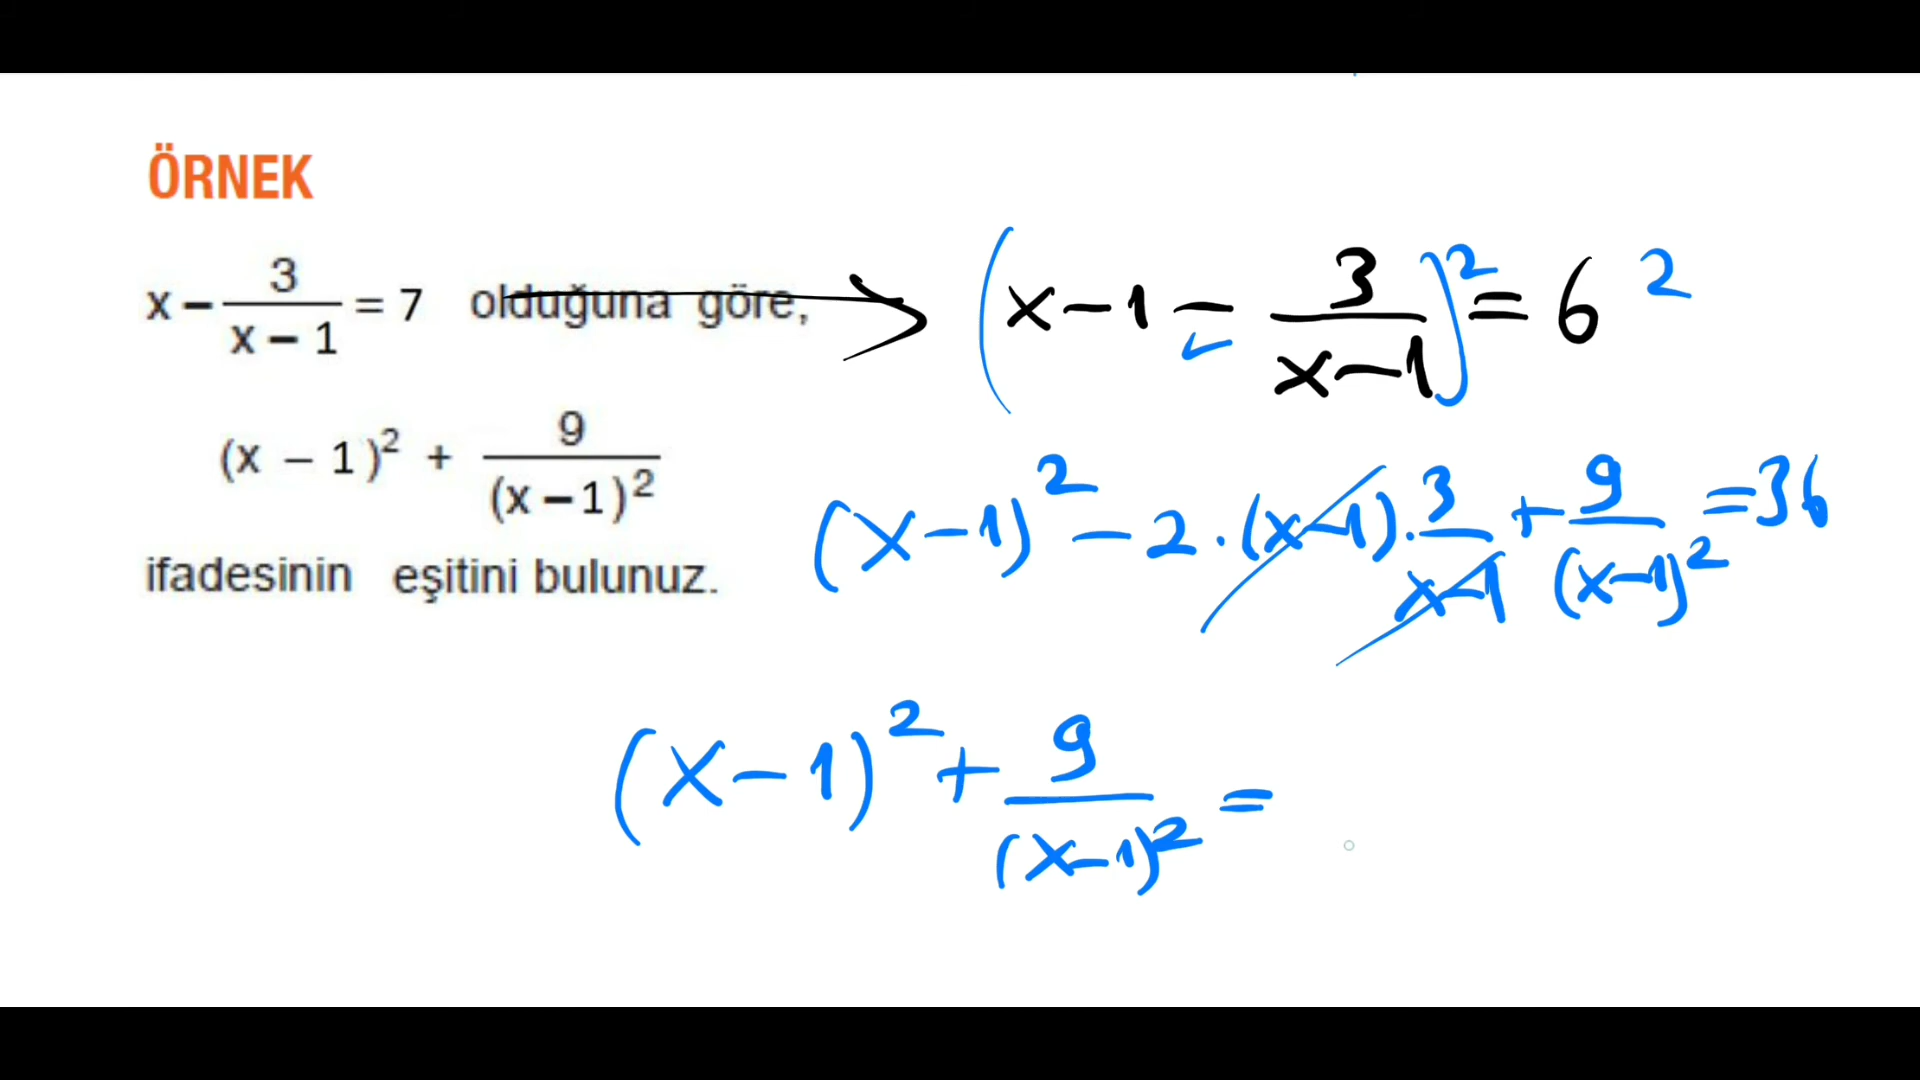 ÖRNEK
x - 3/(x - 1) = 7 olduğuna göre,
(x - 1)² + 9/(x - 1)²
ifadesinin eşitini bulunuz.
(x - 1 - 3/(x - 1))² = 6²
(x - 1)² - 2 · (x - 1) · 3/(x - 1) + 9/(x - 1)² = 36
(x - 1)² + 9/(x - 1)² =